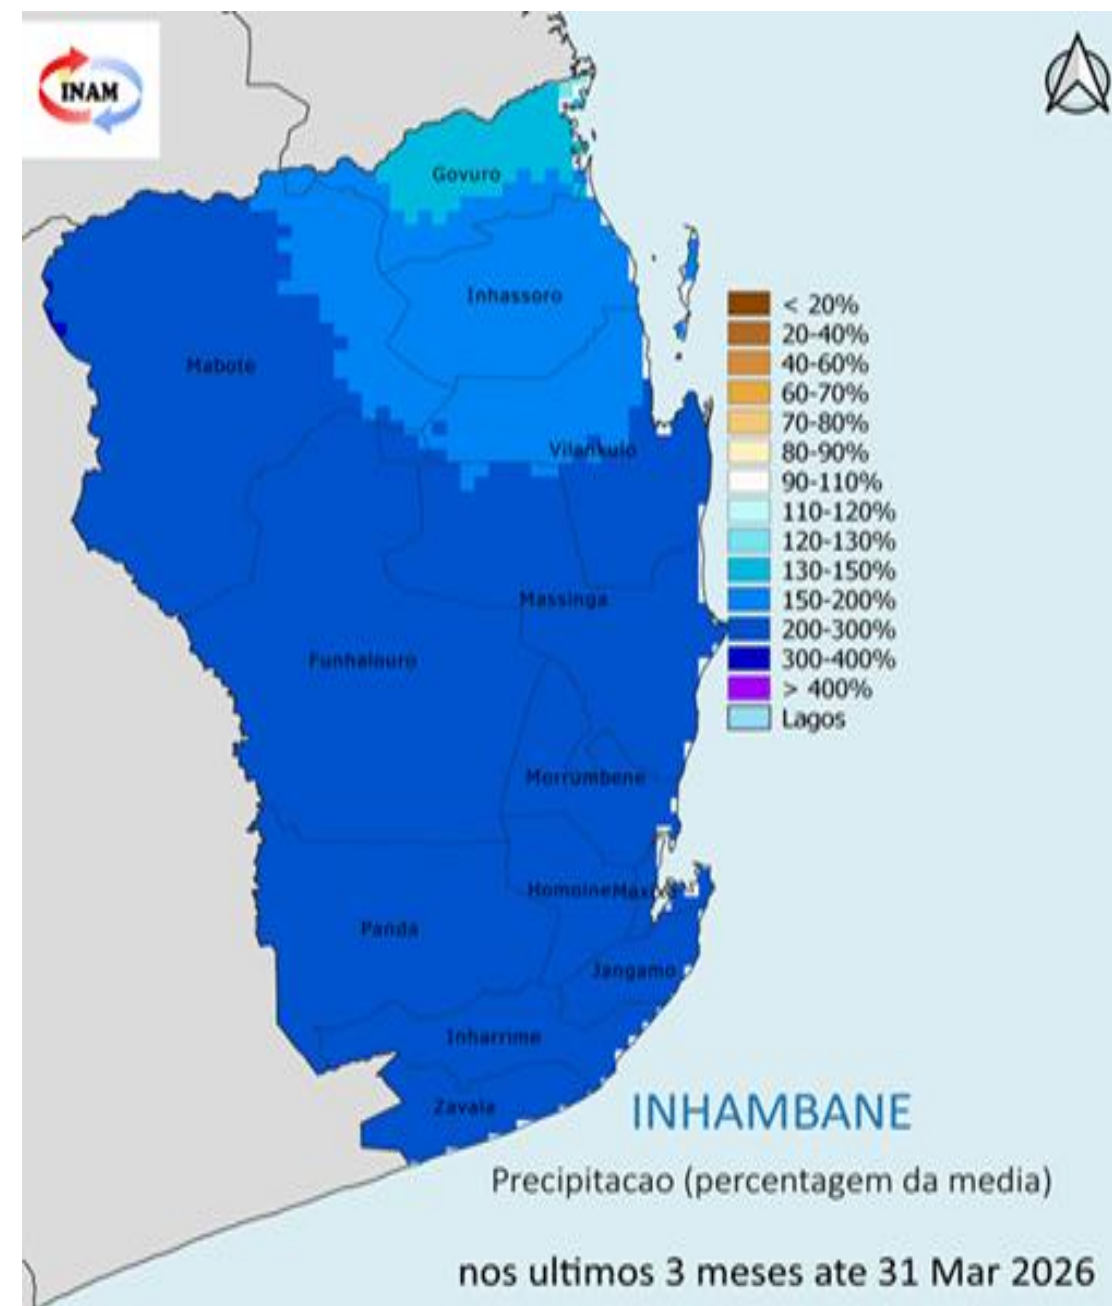 INAM
Govuro
Inhassoro
Mabote
Vilankulo
Massinga
Funhalouro
Morrumbene
Homoine
Panda
Jangamo
Inharrime
Zavala
< 20%
20-40%
40-60%
60-70%
70-80%
80-90%
90-110%
110-120%
120-130%
130-150%
150-200%
200-300%
300-400%
> 400%
Lagos
INHAMBANE
Precipitacao (percentagem da media)
nos ultimos 3 meses ate 31 Mar 2026